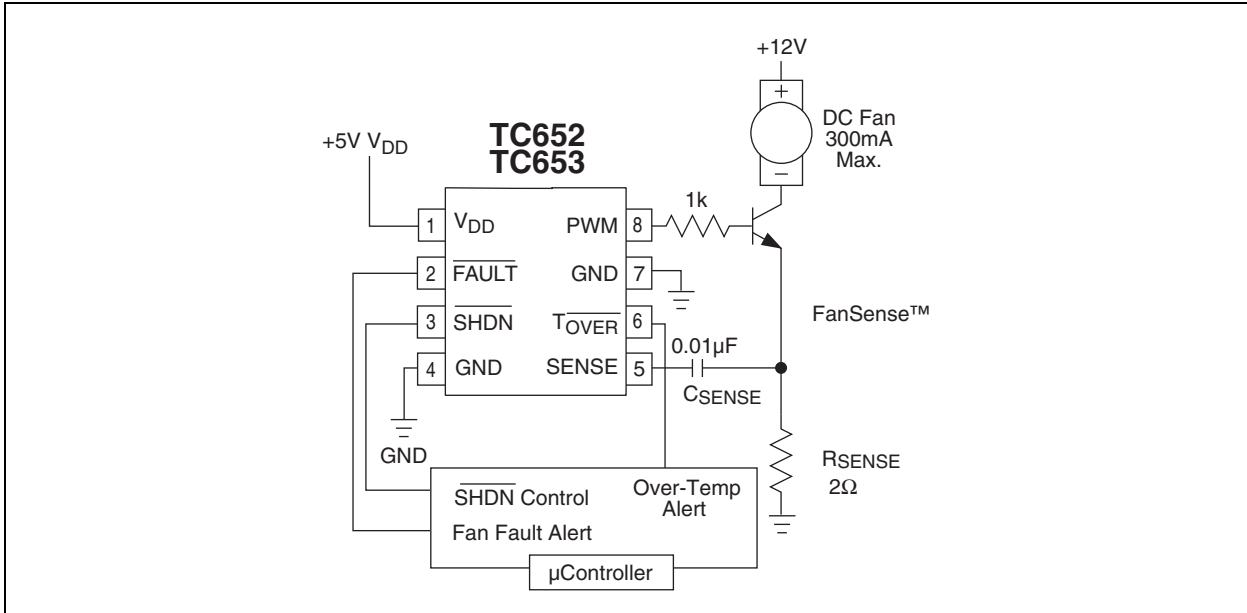 +12V
+
DC Fan
300mA
Max.
−
+5V VDD
TC652
TC653
1k
1 VDD PWM 8
2 FAULT GND 7
3 SHDN TOVER 6
4 GND SENSE 5
FanSense™
0.01µF
CSENSE
GND
RSENSE
2Ω
SHDN Control
Over-Temp
Alert
Fan Fault Alert
µController